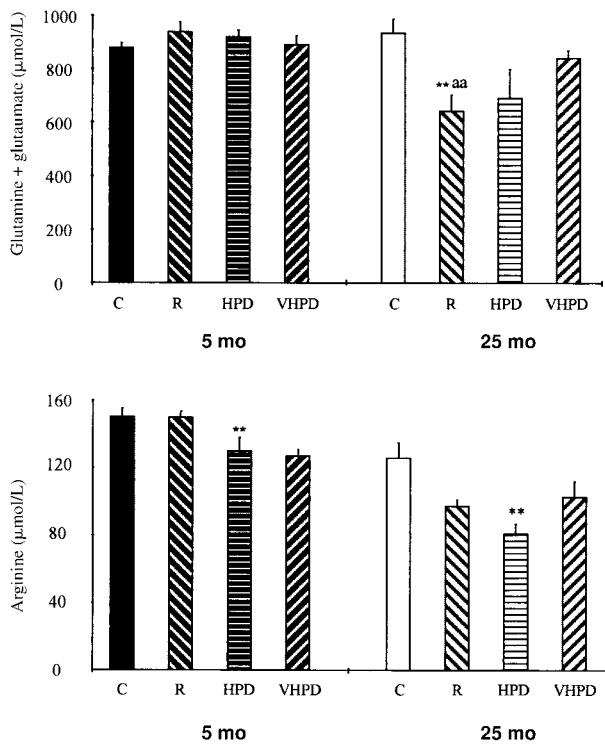 Glutamine + glutaumate (μmol/L)
1000
800
600
400
200
0
** aa
C R HPD VHPD C R HPD VHPD
5 mo 25 mo
Arginine (μmol/L)
160
120
80
40
0
**
**
C R HPD VHPD C R HPD VHPD
5 mo 25 mo